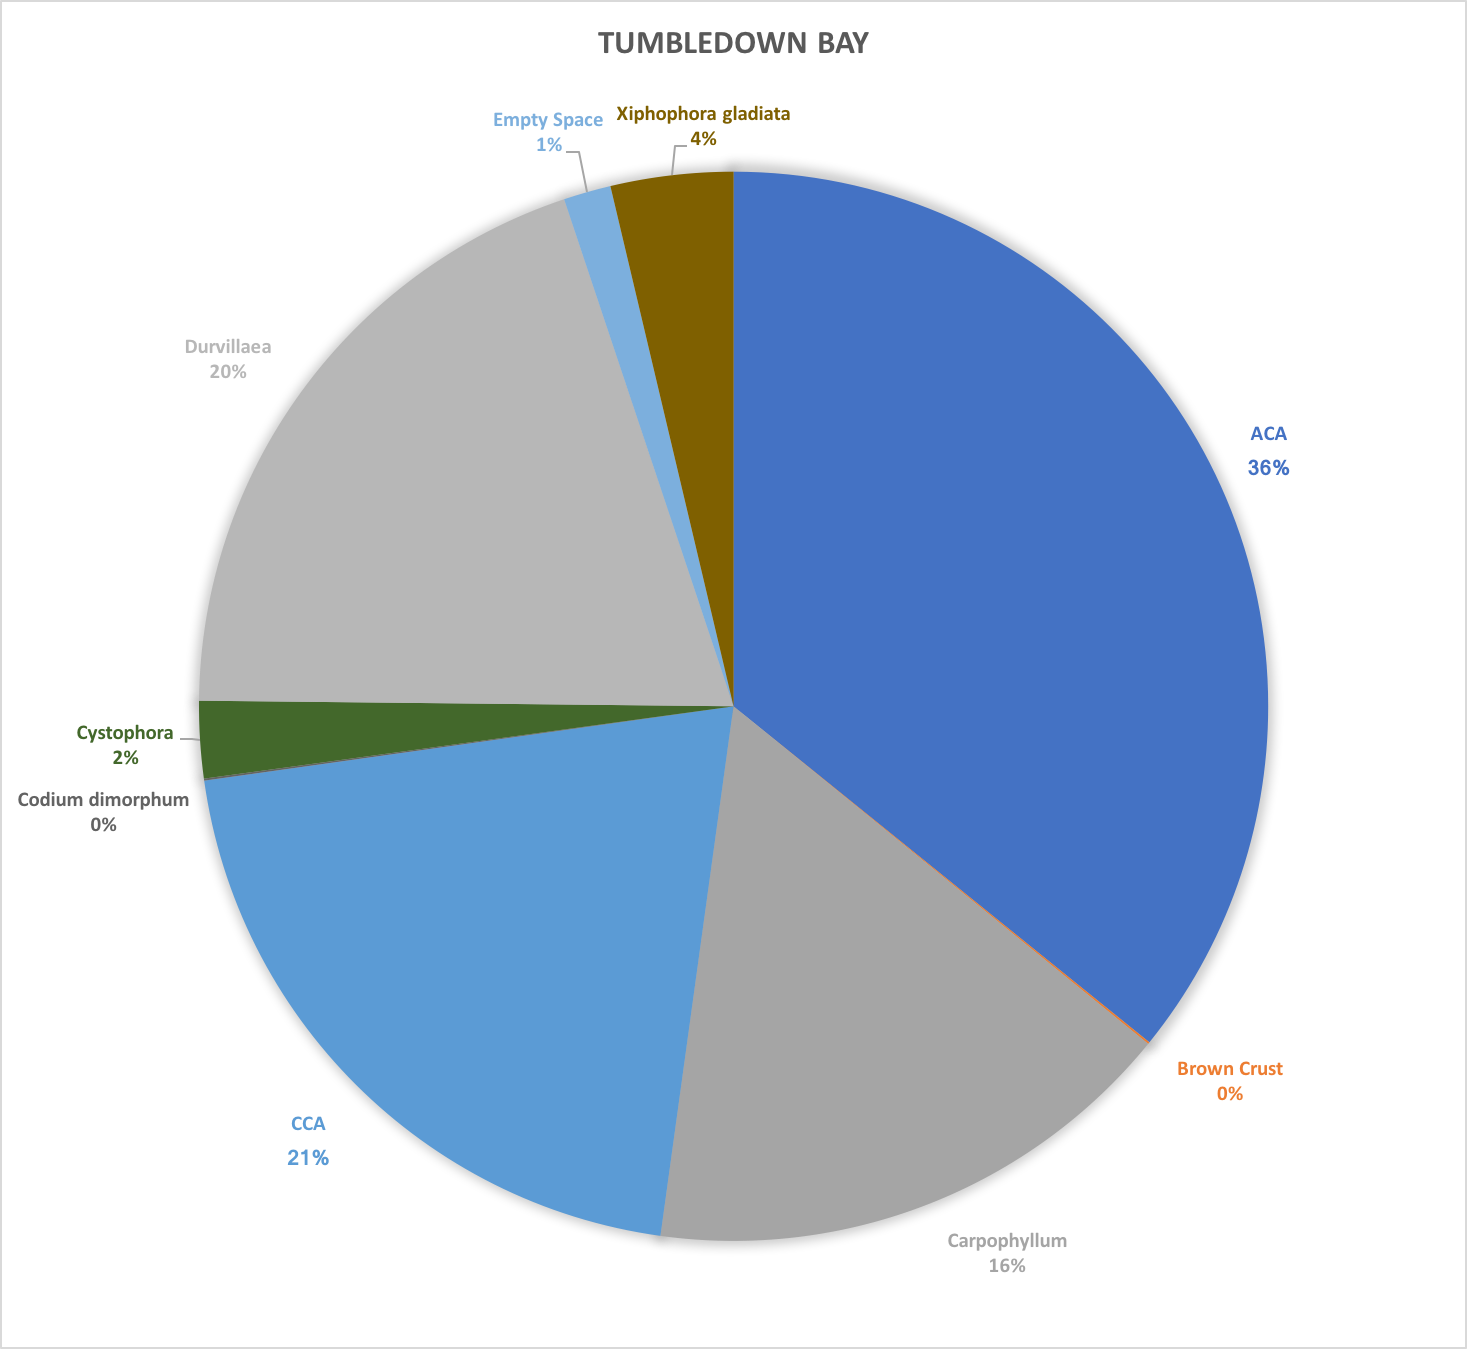 TUMBLEDOWN BAY
Xiphophora gladiata
4%
Empty Space
1%
Durvillaea
20%
ACA
36%
Cystophora
2%
Codium dimorphum
0%
Brown Crust
0%
CCA
21%
Carpophyllum
16%